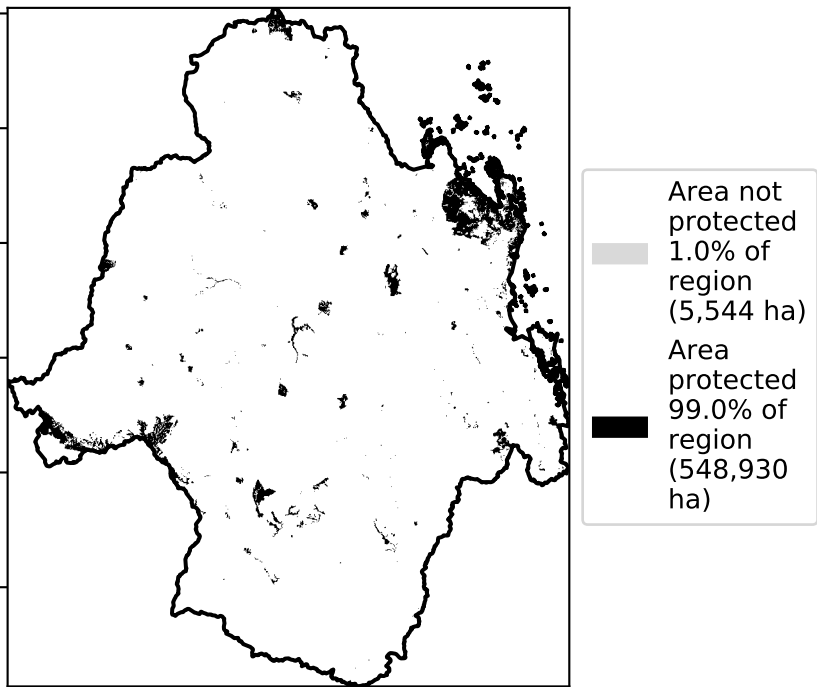 Area not
protected
1.0% of
region
(5,544 ha)
Area
protected
99.0% of
region
(548,930
ha)